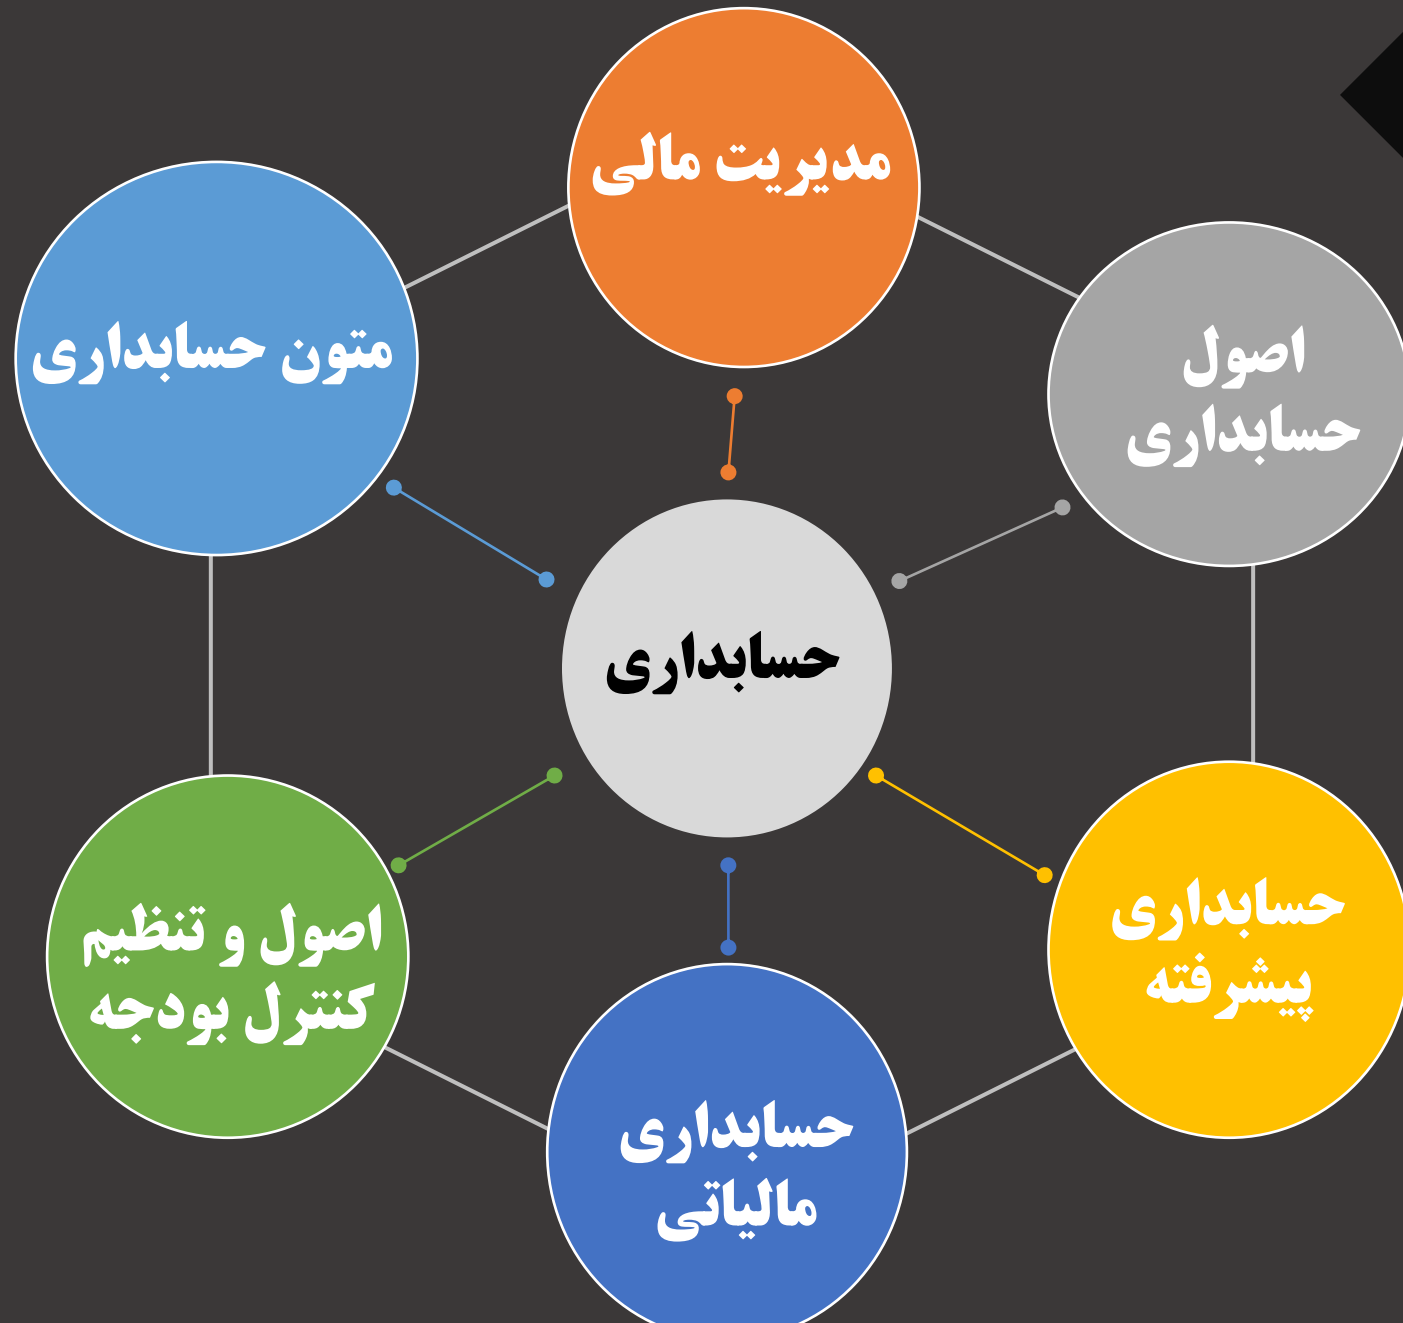 مدیریت مالی
اصول
حسابداری
متون حسابداری
حسابداری
حسابداری
پیشرفته
اصول و تنظیم
کنترل بودجه
حسابداری
مالیاتی